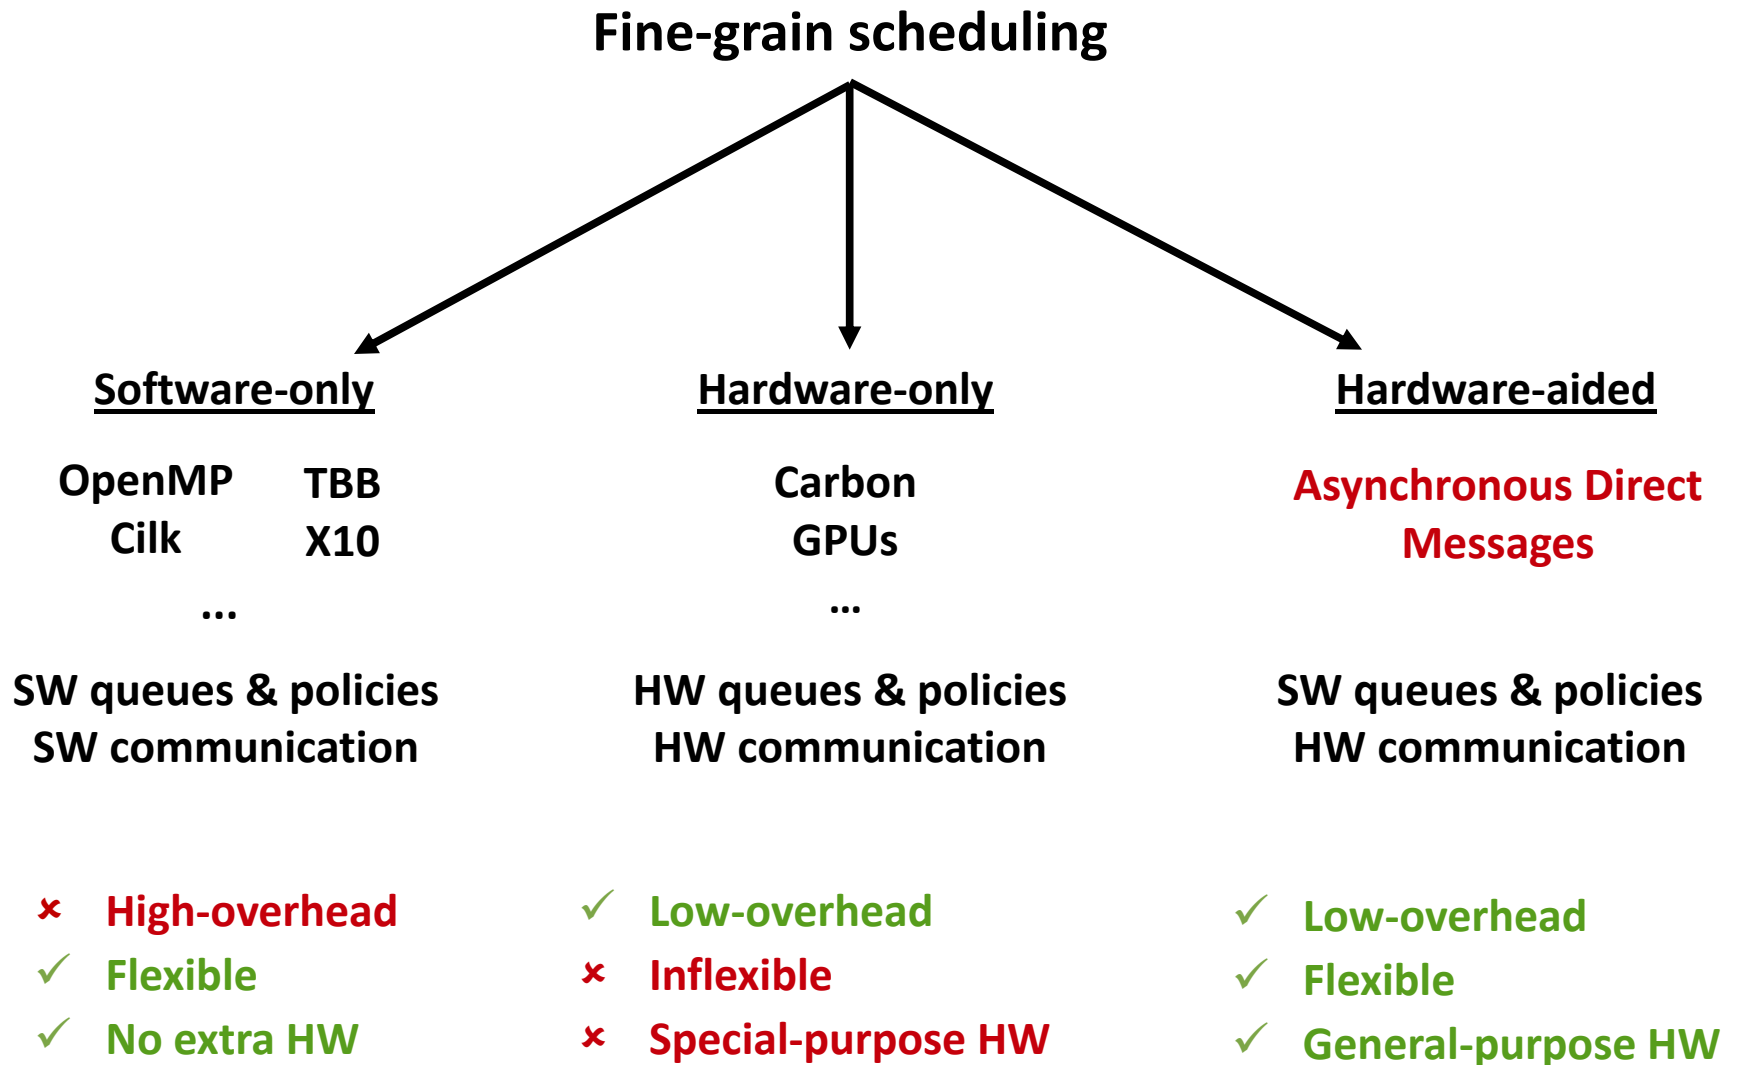 Fine-grain scheduling
Software-only
OpenMP TBB
Cilk X10
...
SW queues & policies
SW communication
✗ High-overhead
✓ Flexible
✓ No extra HW
Hardware-only
Carbon
GPUs
...
HW queues & policies
HW communication
✓ Low-overhead
✗ Inflexible
✗ Special-purpose HW
Hardware-aided
Asynchronous Direct
Messages
SW queues & policies
HW communication
✓ Low-overhead
✓ Flexible
✓ General-purpose HW